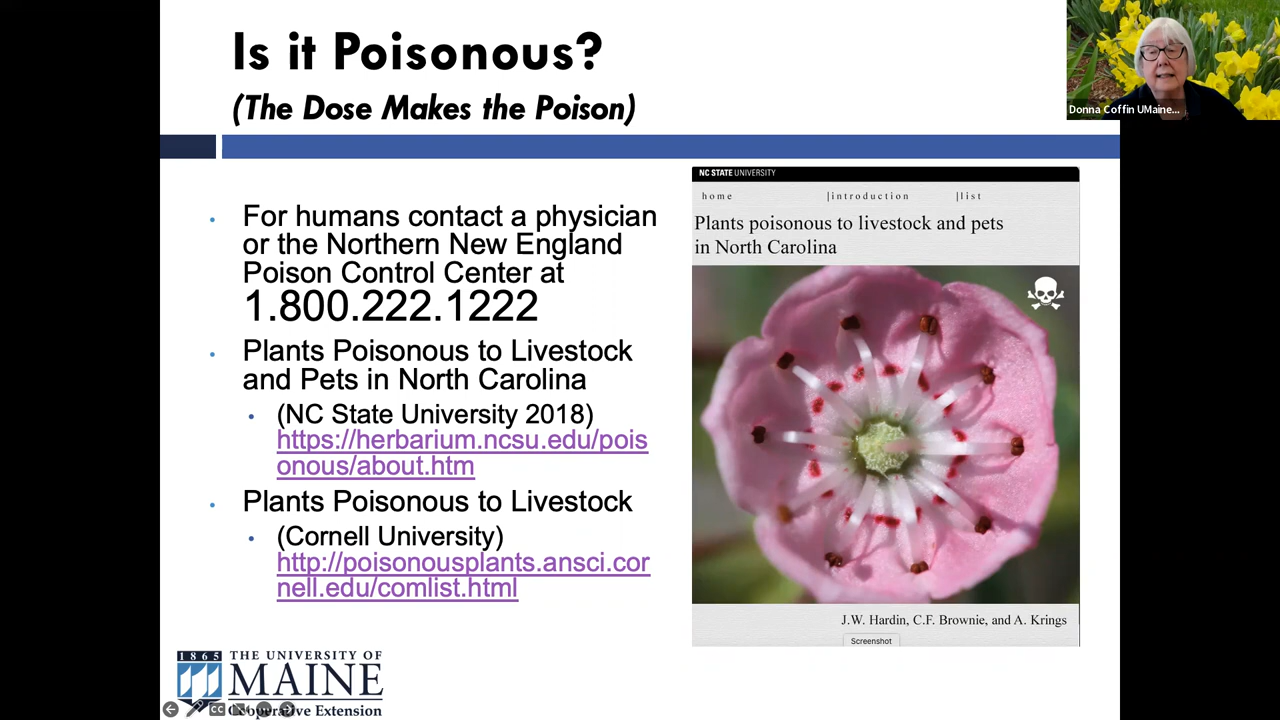 Is it Poisonous?
(The Dose Makes the Poison)
Donna Coffin UMaine...
For humans contact a physician
or the Northern New England
Poison Control Center at
1.800.222.1222
Plants Poisonous to Livestock
and Pets in North Carolina
(NC State University 2018)
https://herbarium.ncsu.edu/pois
onous/about.htm
Plants Poisonous to Livestock
(Cornell University)
http://poisonousplants.ansci.cor
nell.edu/comlist.html
NC STATE UNIVERSITY
home |introduction |list
Plants poisonous to livestock and pets
in North Carolina
J.W. Hardin, C.F. Brownie, and A. Krings
Screenshot
1865 THE UNIVERSITY OF
MAINE
Cooperative Extension
CC